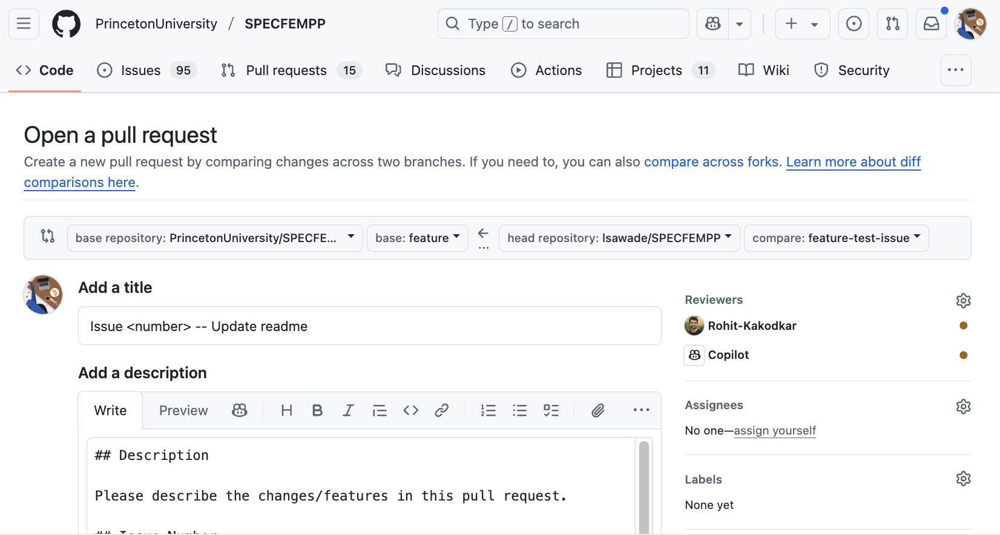 PrincetonUniversity / SPECFEMPP
Type / to search
Code
Issues 95
Pull requests 15
Discussions
Actions
Projects 11
Wiki
Security
Open a pull request
Create a new pull request by comparing changes across two branches. If you need to, you can also compare across forks. Learn more about diff
comparisons here.
base repository: PrincetonUniversity/SPECFE...
base: feature
head repository: lsawade/SPECFEMPP
compare: feature-test-issue
Add a title
Issue <number> -- Update readme
Add a description
Write
Preview
## Description
Please describe the changes/features in this pull request.
## Issue Number
Reviewers
Rohit-Kakodkar
Copilot
Assignees
No one—assign yourself
Labels
None yet